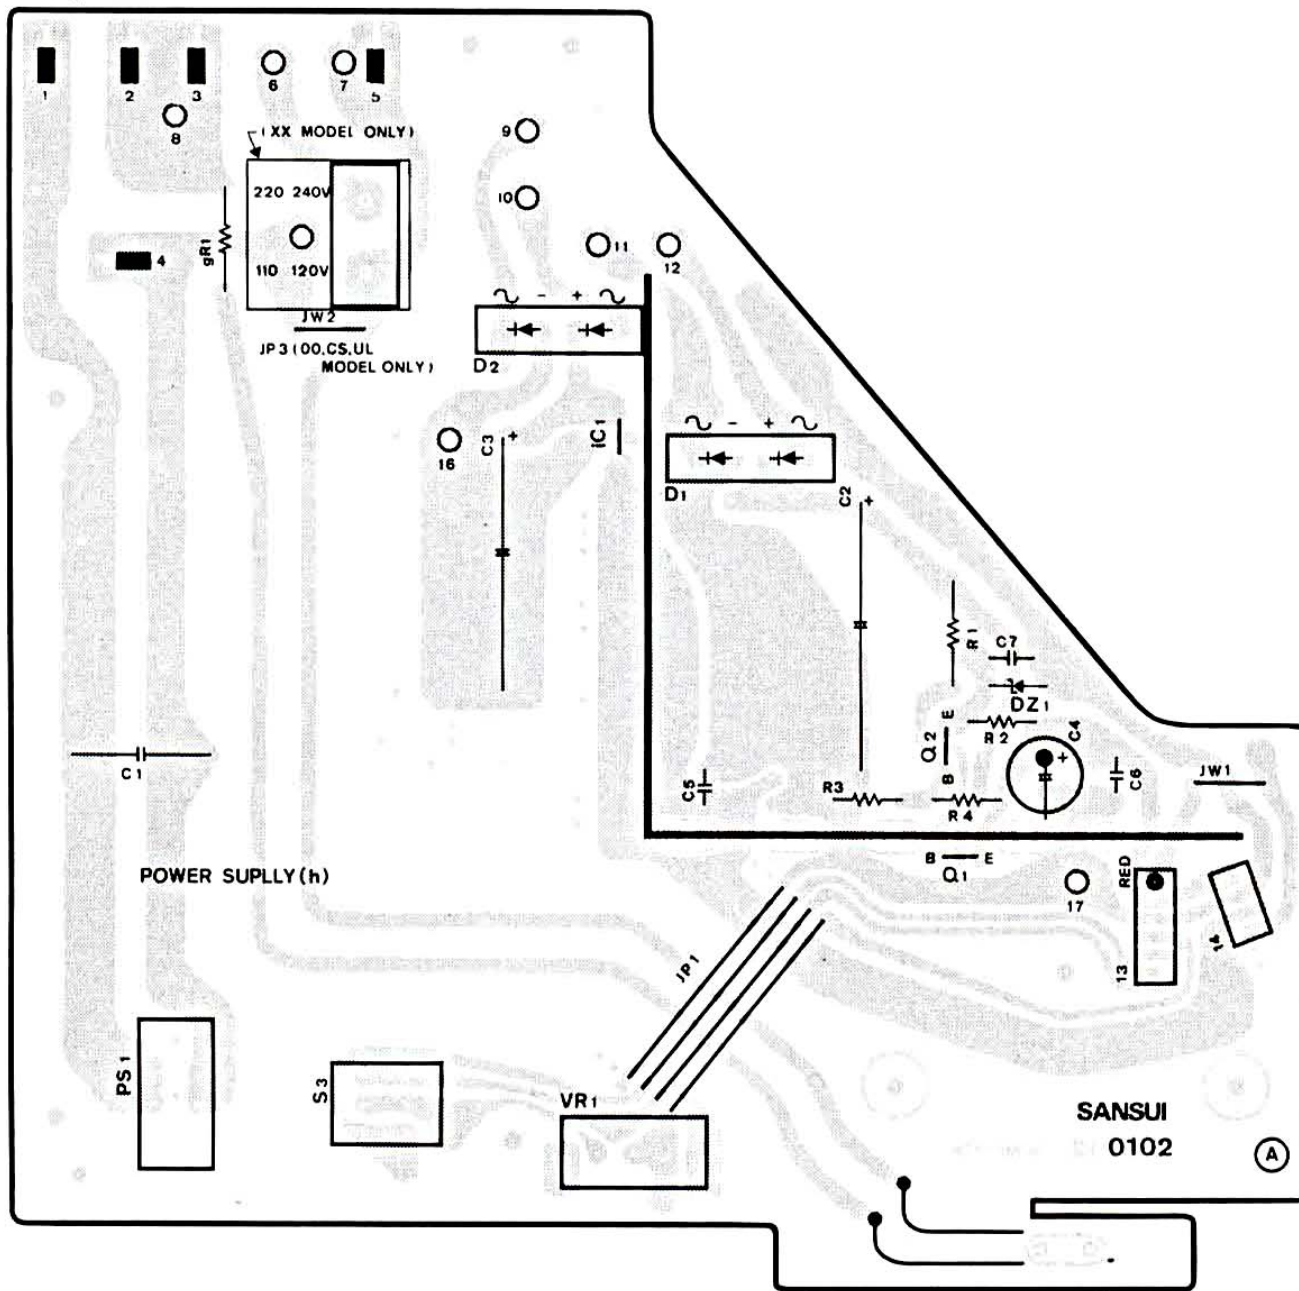 1
2
3
6
7
5
8
(XX MODEL ONLY)
9
220 240V
10
gR1
4
110 120V
11
12
JW2
JP3(OO,CS,UL
MODEL ONLY)
~ - + ~
D2
16
C3
+
IC1
~ - + ~
D1
C2
+
R1
C7
DZ1
E
Q2
B
R2
C4
+
C1
C5
R3
R4
C6
JW1
B E
Q1
POWER SUPLLY(h)
17
RED
13
14
JP1
PS1
S3
VR1
SANSUI
0102
A